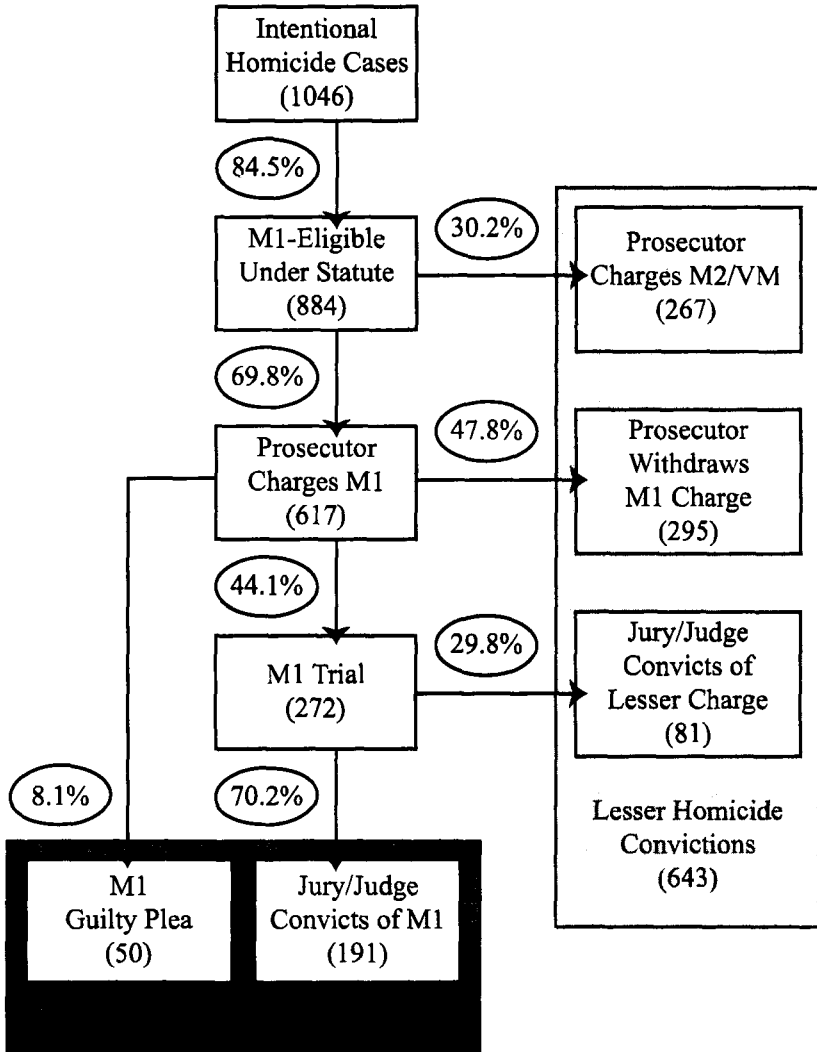 Intentional
Homicide Cases
(1046)
84.5%
M1-Eligible
Under Statute
(884)
30.2%
Prosecutor
Charges M2/VM
(267)
69.8%
Prosecutor
Charges M1
(617)
47.8%
Prosecutor
Withdraws
M1 Charge
(295)
44.1%
M1 Trial
(272)
29.8%
Jury/Judge
Convicts of
Lesser Charge
(81)
8.1%
70.2%
Lesser Homicide
Convictions
(643)
M1
Guilty Plea
(50)
Jury/Judge
Convicts of M1
(191)